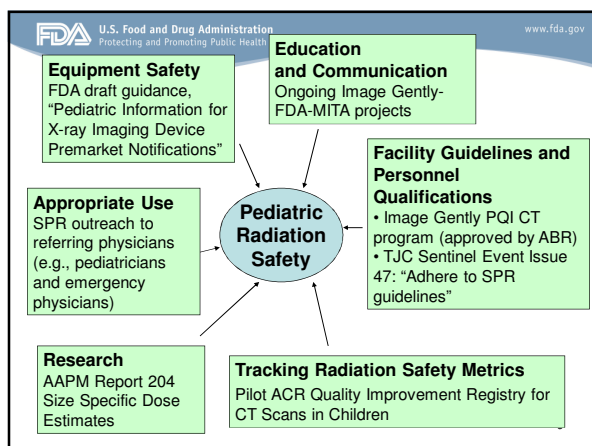 FDA U.S. Food and Drug Administration
Protecting and Promoting Public Health
www.fda.gov
Equipment Safety
FDA draft guidance,
“Pediatric Information for
X-ray Imaging Device
Premarket Notifications”
Education
and Communication
Ongoing Image Gently-
FDA-MITA projects
Appropriate Use
SPR outreach to
referring physicians
(e.g., pediatricians
and emergency
physicians)
Pediatric
Radiation
Safety
Facility Guidelines and
Personnel
Qualifications
• Image Gently PQI CT
program (approved by ABR)
• TJC Sentinel Event Issue
47: “Adhere to SPR
guidelines”
Research
AAPM Report 204
Size Specific Dose
Estimates
Tracking Radiation Safety Metrics
Pilot ACR Quality Improvement Registry for
CT Scans in Children